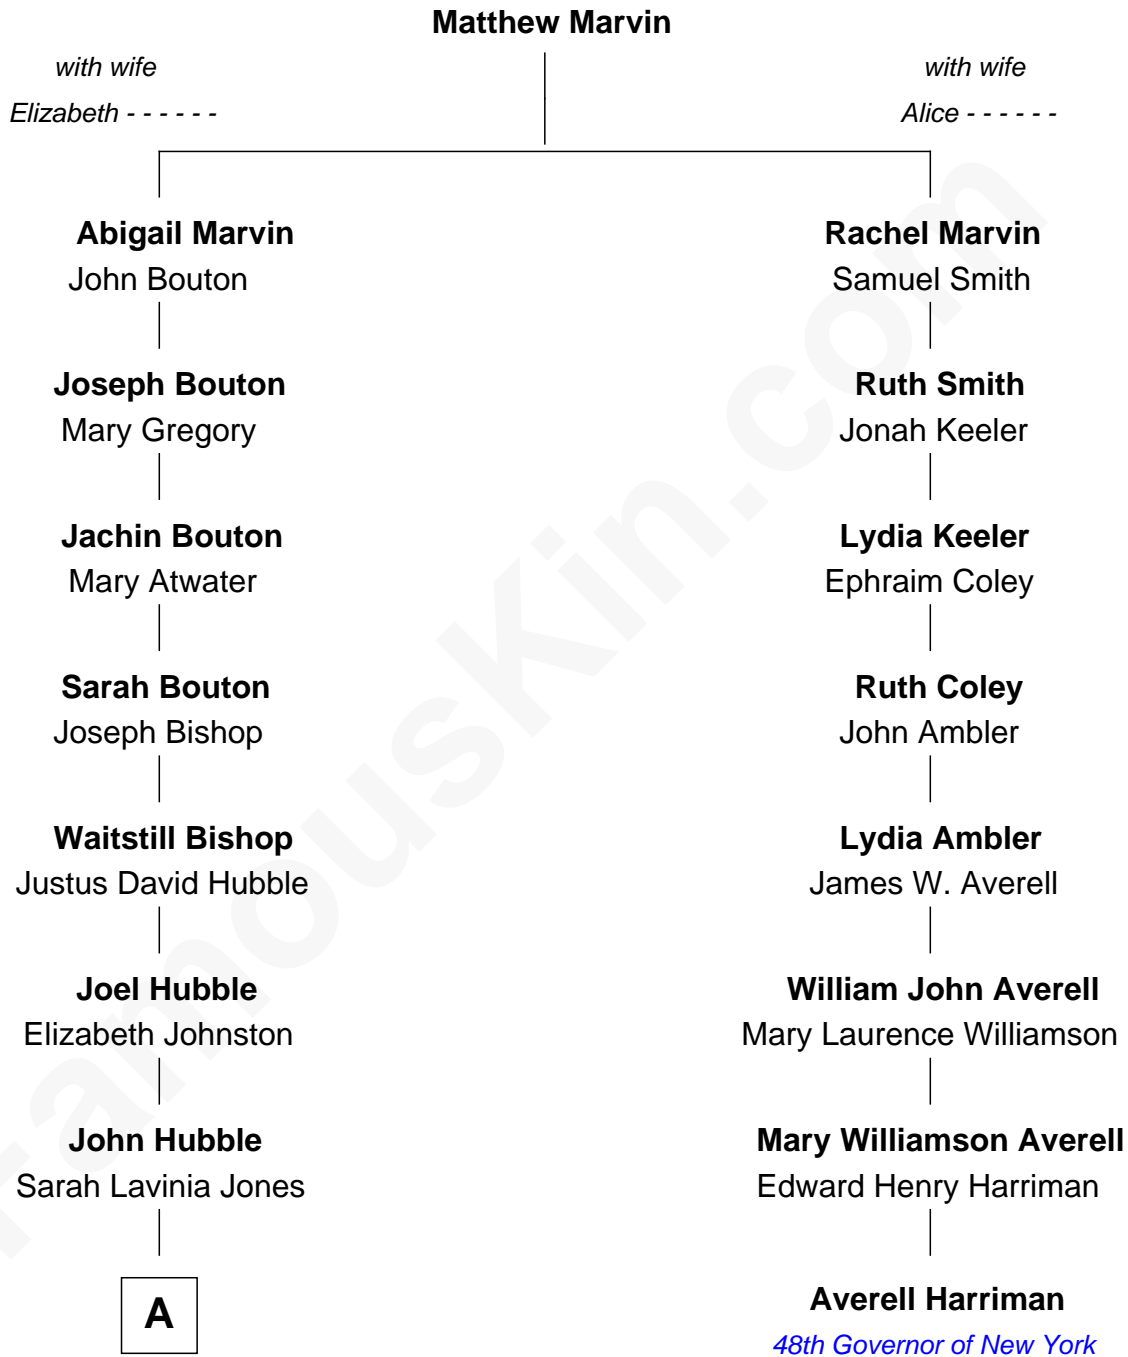 Matthew Marvin
with wife
Elizabeth - - - - - -
with wife
Alice - - - - - -
Abigail Marvin
John Bouton
Rachel Marvin
Samuel Smith
Joseph Bouton
Mary Gregory
Ruth Smith
Jonah Keeler
Jachin Bouton
Mary Atwater
Lydia Keeler
Ephraim Coley
Sarah Bouton
Joseph Bishop
Ruth Coley
John Ambler
Waitstill Bishop
Justus David Hubble
Lydia Ambler
James W. Averell
Joel Hubble
Elizabeth Johnston
William John Averell
Mary Laurence Williamson
John Hubble
Sarah Lavinia Jones
Mary Williamson Averell
Edward Henry Harriman
A
Averell Harriman
48th Governor of New York
FamousKin.com